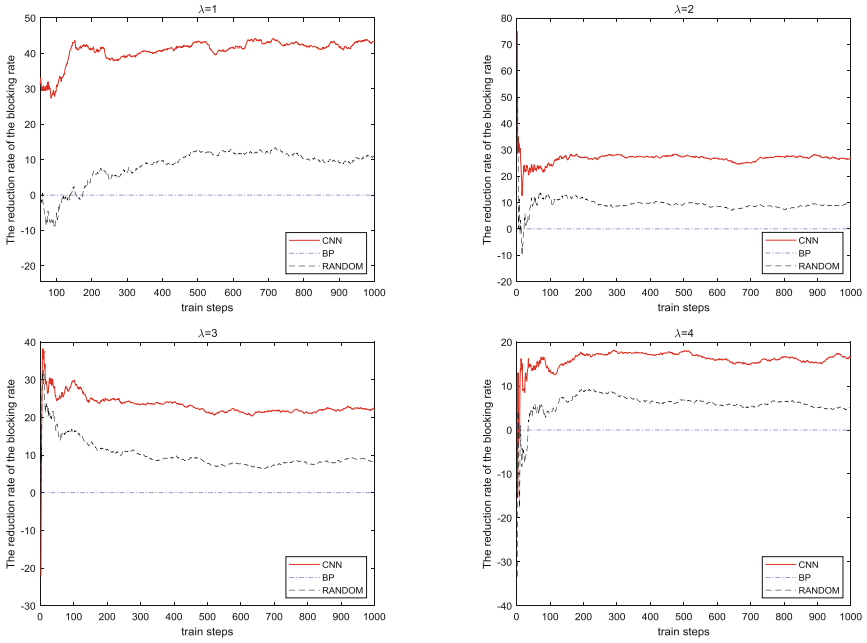 λ=1
The reduction rate of the blocking rate
50
40
30
20
10
0
-10
-20
100 200 300 400 500 600 700 800 900 1000
train steps
CNN
BP
RANDOM
λ=2
The reduction rate of the blocking rate
80
70
60
50
40
30
20
10
0
-10
-20
0 100 200 300 400 500 600 700 800 900 1000
train steps
CNN
BP
RANDOM
λ=3
The reduction rate of the blocking rate
40
30
20
10
0
-10
-20
-30
0 100 200 300 400 500 600 700 800 900 1000
train steps
CNN
BP
RANDOM
λ=4
The reduction rate of the blocking rate
20
10
0
-10
-20
-30
-40
0 100 200 300 400 500 600 700 800 900 1000
train steps
CNN
BP
RANDOM